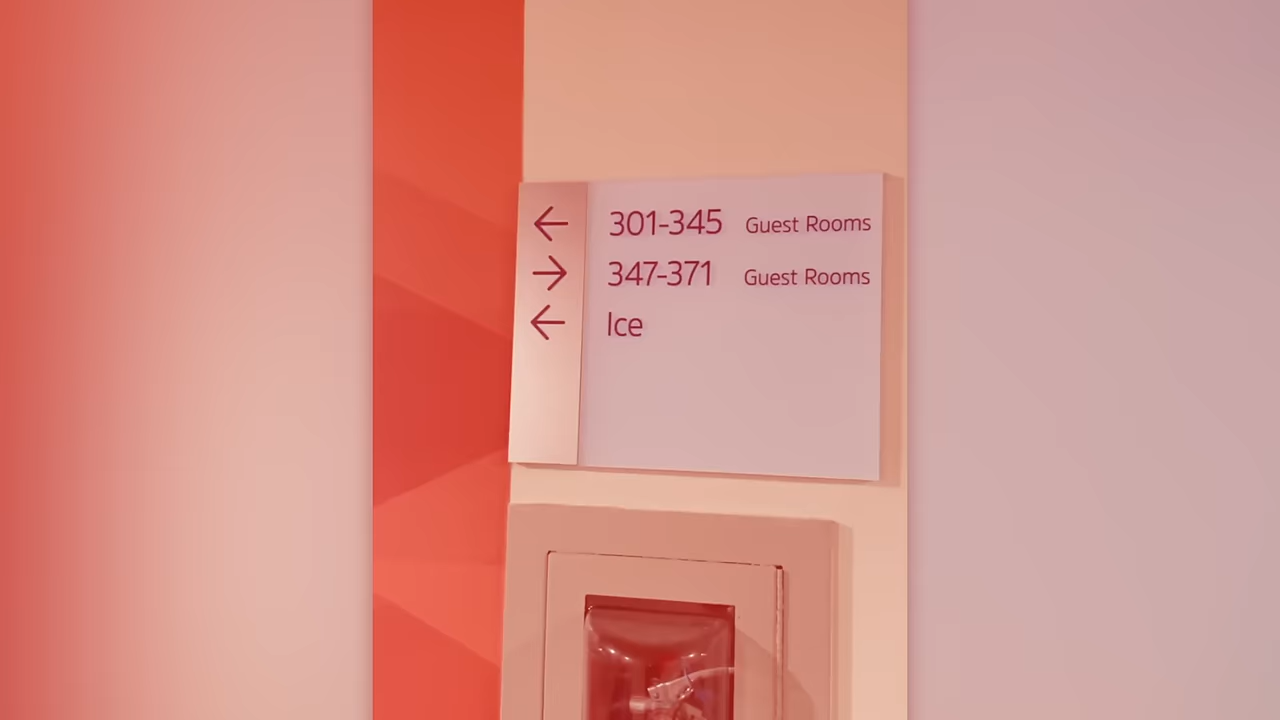 ← 301-345 Guest Rooms
→ 347-371 Guest Rooms
← Ice